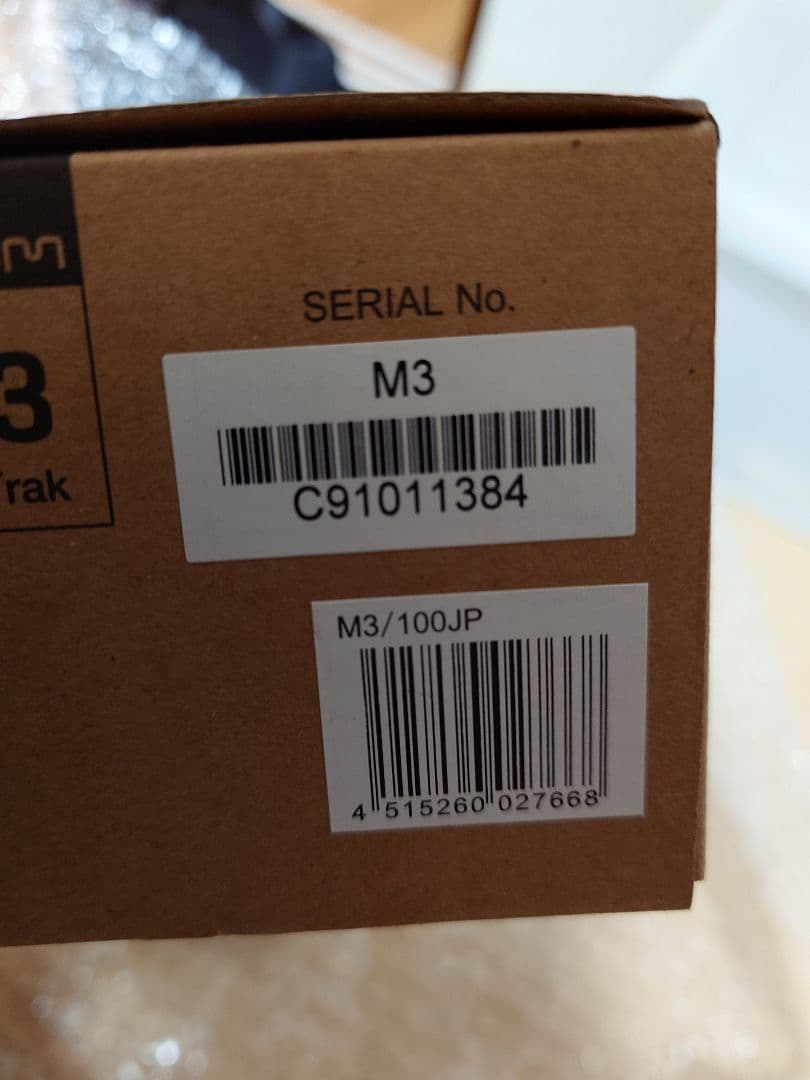 m
3
Trak
SERIAL No.
M3
C91011384
M3/100JP
4 515260 027668